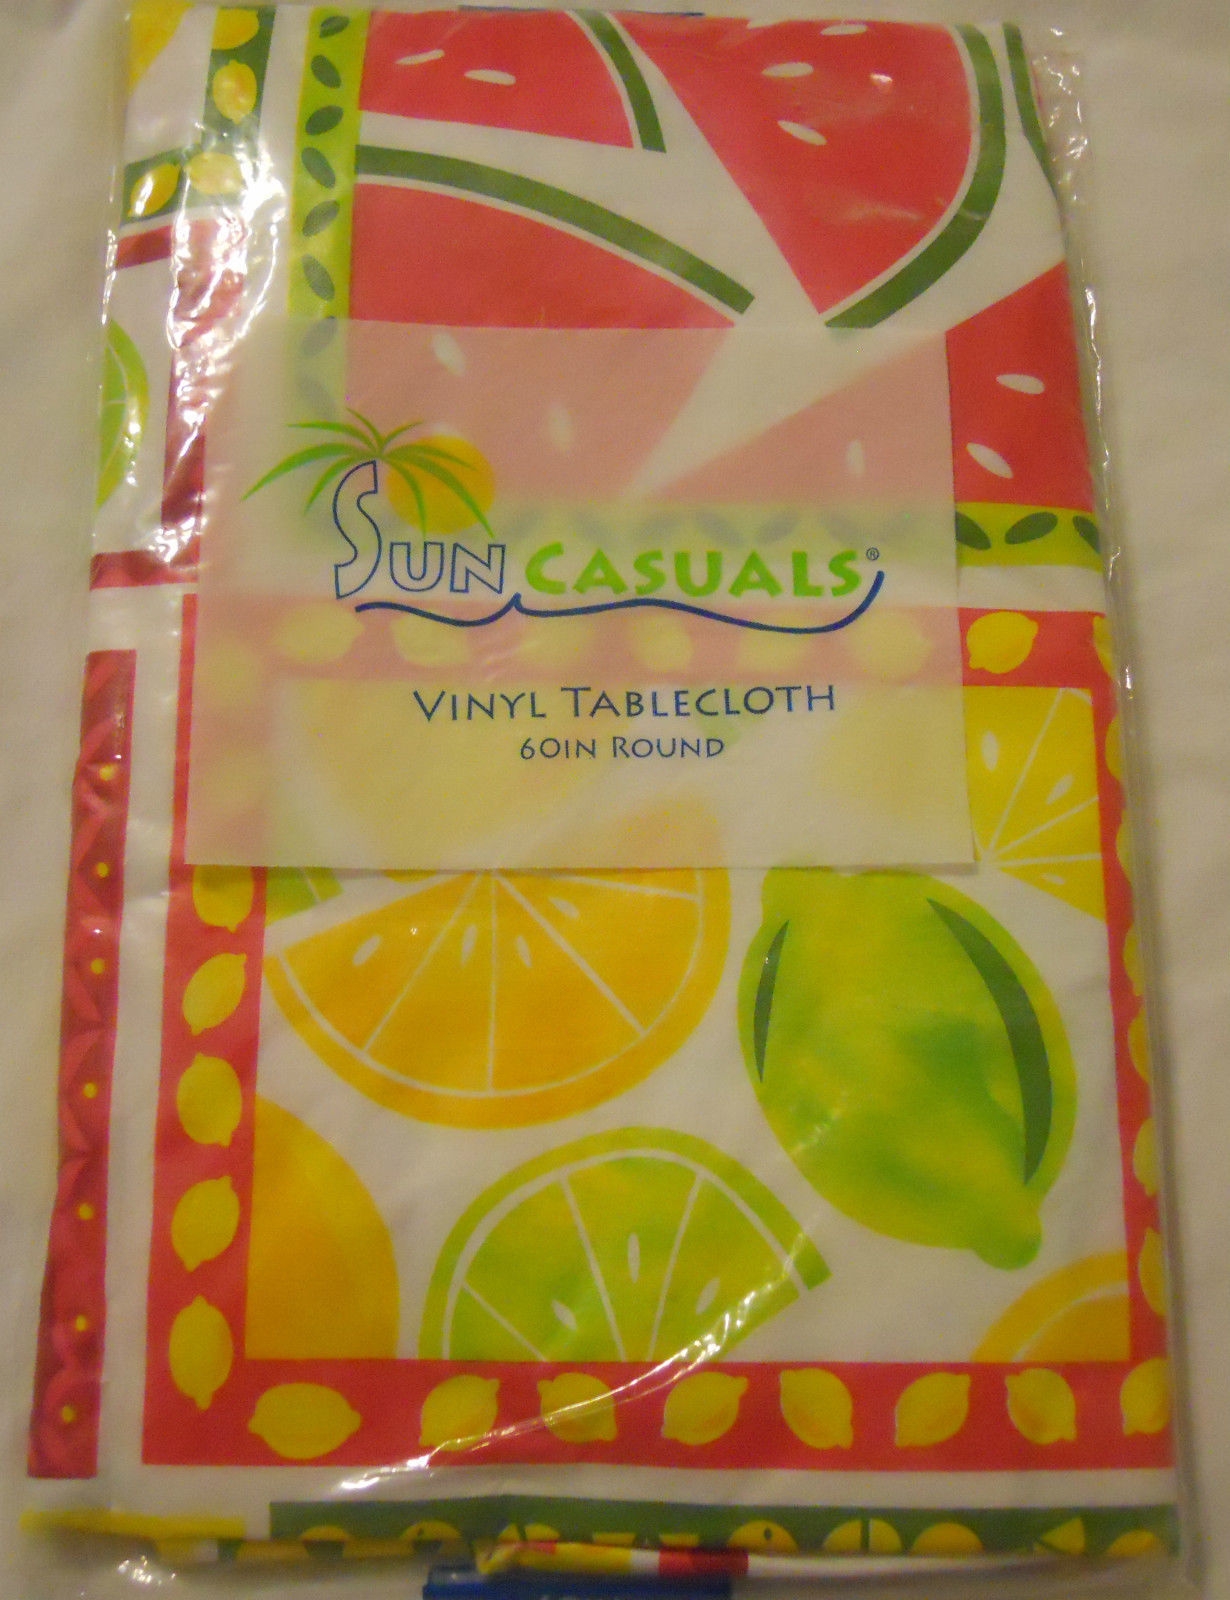 SUN CASUALS®
VINYL TABLECLOTH
60IN ROUND